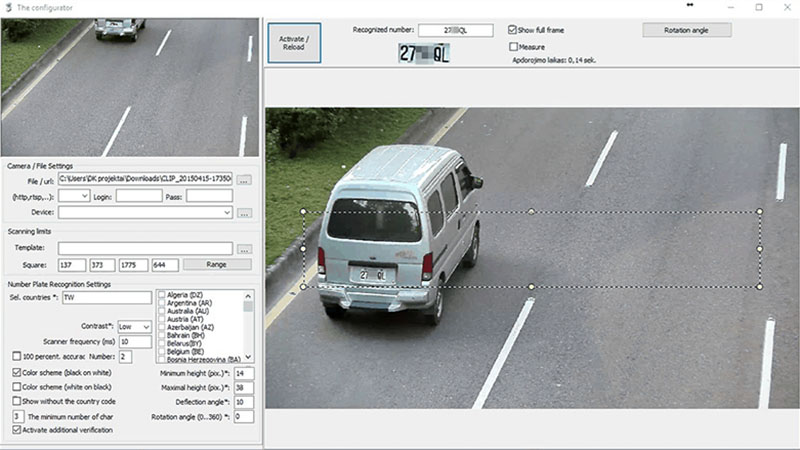 The configurator
Activate / Reload
Recognized number: 27 QL
Show full frame
Rotation angle
27 QL
Measure
Apdorojimo laikas: 0,14 sek.
Camera / File Settings
File / url: C:\Users\DK projektai\Downloads\CLIP_20150415-17350 ...
(http,rtsp,..): Login: Pass:
Device: ...
Scanning limits
Template: ...
Square: 137 373 1775 644 Range
Number Plate Recognition Settings
Sel. countries *: TW
Algeria (DZ)
Argentina (AR)
Australia (AU)
Austria (AT)
Azerbaijan (AZ)
Bahrain (BH)
Belarus(BY)
Belgiun (BE)
Bosnia Herzegovina (BA)
Contrast*: Low
Scanner frequency (ms) 10
100 percent. accurac Number: 2
Color scheme (black on white)
Minimum height (pix.)*: 14
Color scheme (white on black)
Maximal height (pix.)*: 38
Show without the country code
Deflection angle*: 10
3 The minimum number of char
Rotation angle (0...360) *: 0
Activate additional verification
27 QL